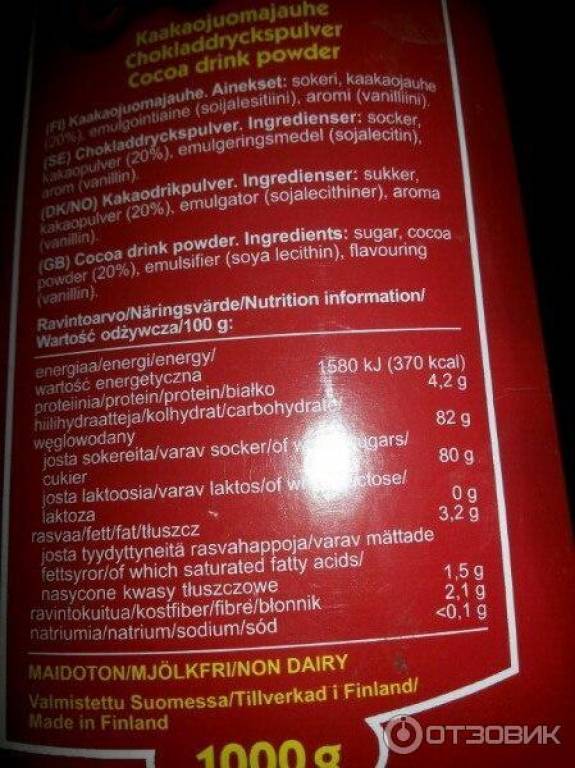 Kaakaojuomajauhe
Chokladdryckspulver
Cocoa drink powder
(FI) Kaakaojuomajauhe. Ainekset: sokeri, kaakaojauhe
(20%), emulgointiaine (soijalesitiini), aromi (vanilliini).
(SE) Chokladdryckspulver. Ingredienser: socker,
kakaopulver (20%), emulgeringsmedel (sojalecitin),
arom (vanillin).
(DK/NO) Kakaodrikpulver. Ingredienser: sukker,
kakaopulver (20%), emulgator (sojalecithiner), aroma
(vanillin).
(GB) Cocoa drink powder. Ingredients: sugar, cocoa
powder (20%), emulsifier (soya lecithin), flavouring
(vanillin).
Ravintoarvo/Näringsvärde/Nutrition information/
Wartość odżywcza/100 g:
energiaa/energi/energy/
wartość energetyczna 1580 kJ (370 kcal)
proteiinia/protein/protein/białko 4,2 g
hiilihydraatteja/kolhydrat/carbohydrate/
węglowodany 82 g
josta sokereita/varav socker/of sugars/
cukier 80 g
josta laktoosia/varav laktos/of lactose/
laktoza 0 g
rasvaa/fett/fat/tłuszcz 3,2 g
josta tyydyttyneitä rasvahappoja/varav mättade
fettsyror/of which saturated fatty acids/
nasycone kwasy tłuszczowe 1,5 g
ravintokuitua/kostfiber/fibre/błonnik 2,1 g
natriumia/natrium/sodium/sód <0,1 g
MAIDOTON/MJÖLKFRI/NON DAIRY
Valmistettu Suomessa/Tillverkad i Finland/
Made in Finland
1000 g
ОТЗОВИК